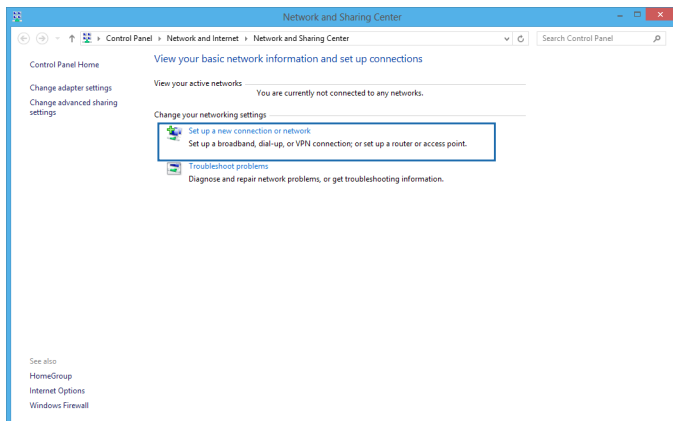 Network and Sharing Center
Control Panel Network and Internet Network and Sharing Center
Search Control Panel
Control Panel Home
Change adapter settings
Change advanced sharing
settings
View your basic network information and set up connections
View your active networks
You are currently not connected to any networks.
Change your networking settings
Set up a new connection or network
Set up a broadband, dial-up, or VPN connection; or set up a router or access point.
Troubleshoot problems
Diagnose and repair network problems, or get troubleshooting information.
See also
HomeGroup
Internet Options
Windows Firewall